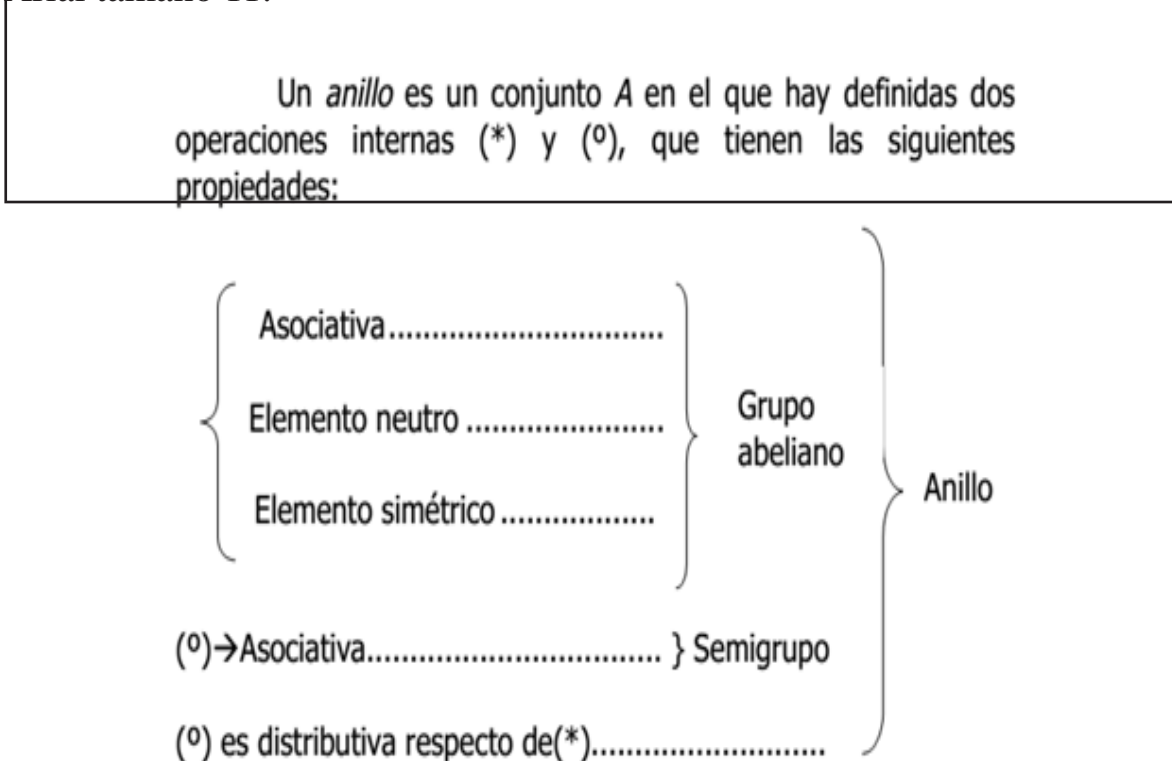 Un anillo es un conjunto A en el que hay definidas dos
operaciones internas (*) y (º), que tienen las siguientes
propiedades:
Asociativa................................
Elemento neutro .......................
Elemento simétrico ..................
Grupo
abeliano
Anillo
(º)→Asociativa.................................. } Semigrupo
(º) es distributiva respecto de(*)...........................